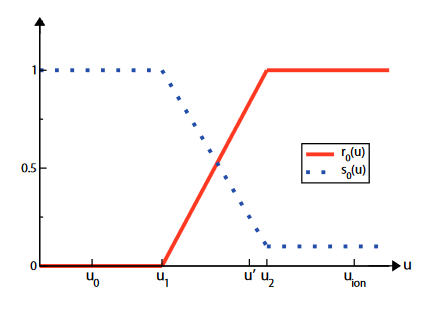 1
0.5
0
r₀(u)
s₀(u)
u₀ u₁ u' u₂ uᵢₒₙ u